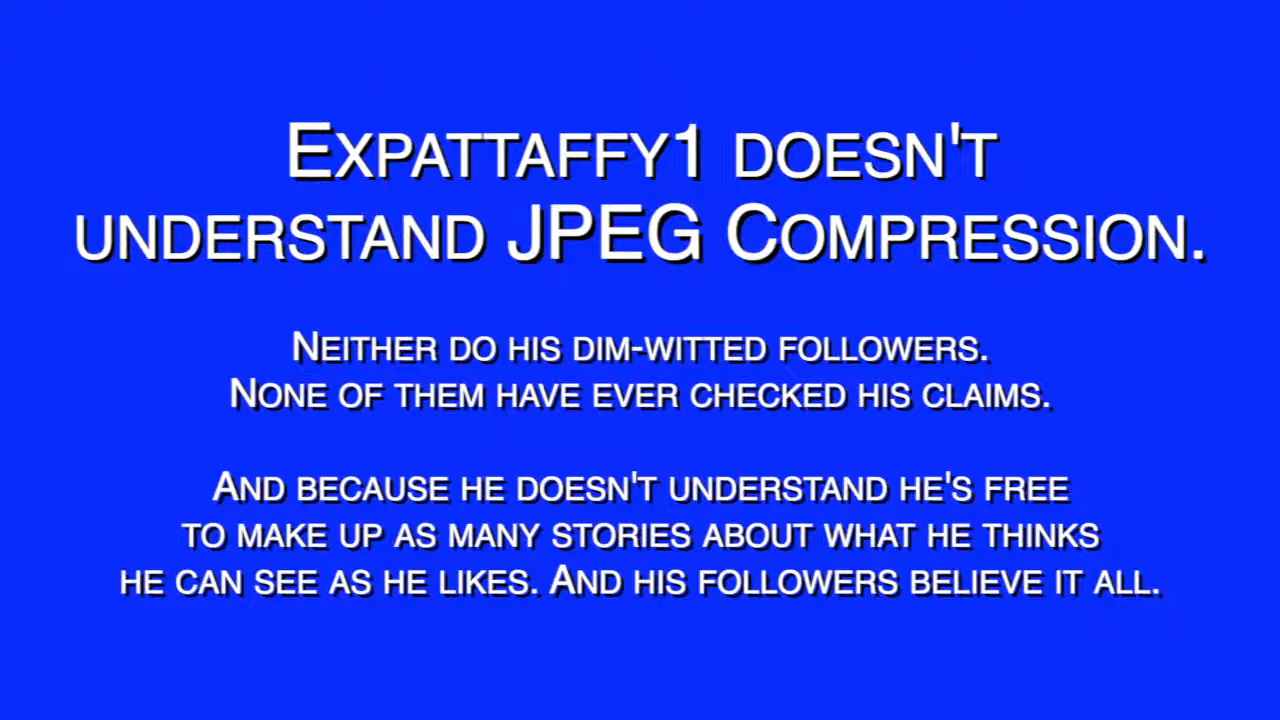 Expattaffy1 doesn't
understand JPEG Compression.
Neither do his dim-witted followers.
None of them have ever checked his claims.
And because he doesn't understand he's free
to make up as many stories about what he thinks
he can see as he likes. And his followers believe it all.